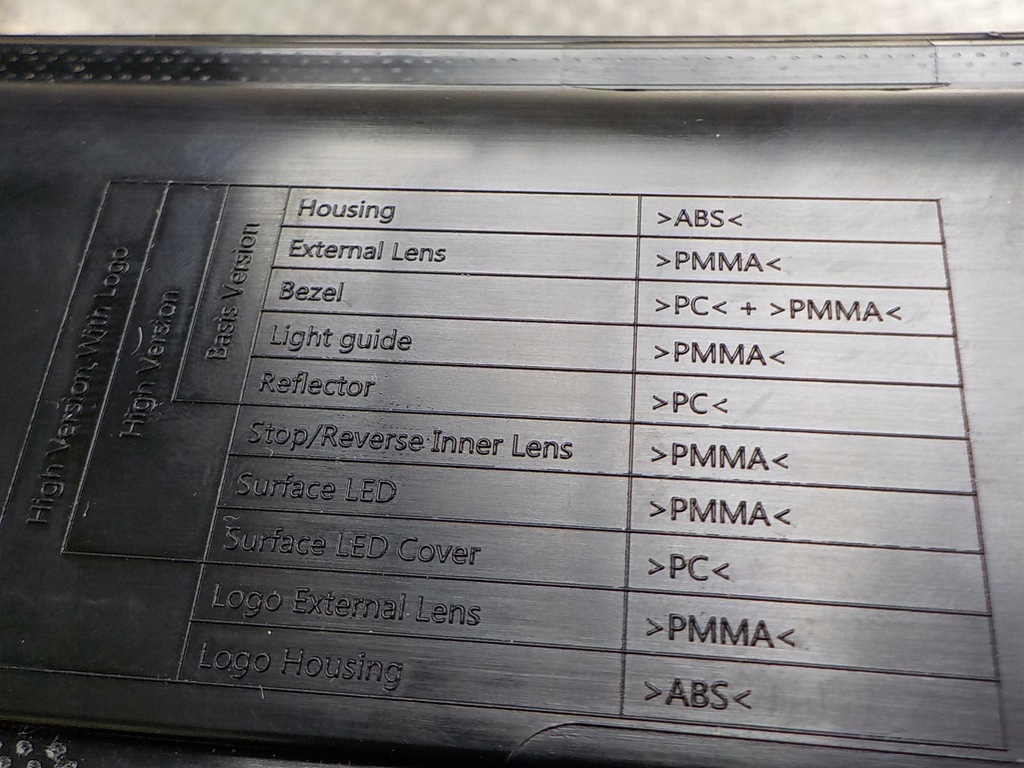 High Version With Logo
High Version
Basis Version
Housing >ABS<
External Lens >PMMA<
Bezel >PC< + >PMMA<
Light guide >PMMA<
Reflector >PC<
Stop/Reverse Inner Lens >PMMA<
Surface LED >PMMA<
Surface LED Cover >PC<
Logo External Lens >PMMA<
Logo Housing >ABS<